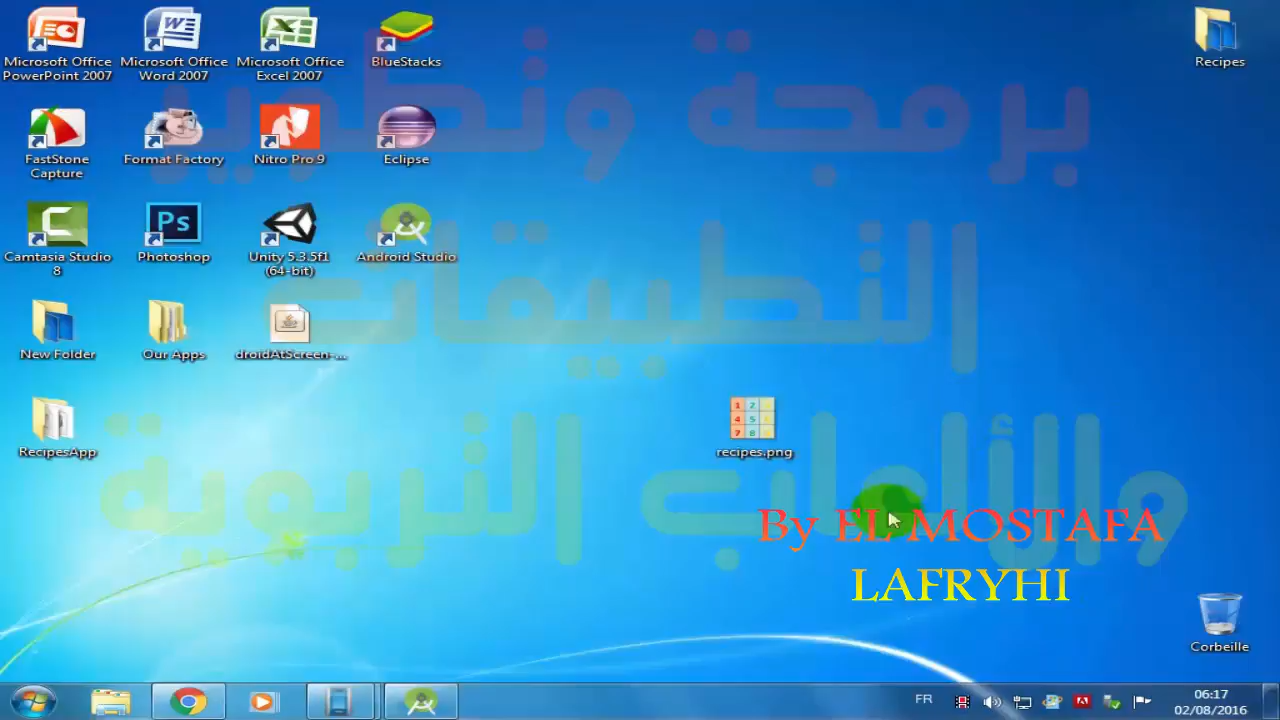 Microsoft Office PowerPoint 2007
Microsoft Office Word 2007
Microsoft Office Excel 2007
BlueStacks
Recipes
برمجة وتطوير
FastStone Capture
Format Factory
Nitro Pro 9
Eclipse
Ps
Camtasia Studio 8
Photoshop
Unity 5.3.5f1 (64-bit)
Android Studio
التطبيقات
New Folder
Our Apps
droidAtScreen-...
RecipesApp
recipes.png
والألعاب التربوية
By EL MOSTAFA
LAFRYHI
Corbeille
FR
06:17
02/08/2016